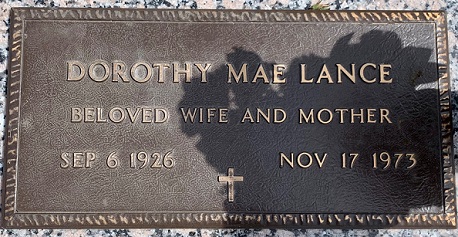 DOROTHY MAE LANCE
BELOVED WIFE AND MOTHER
SEP 6 1926 NOV 17 1973